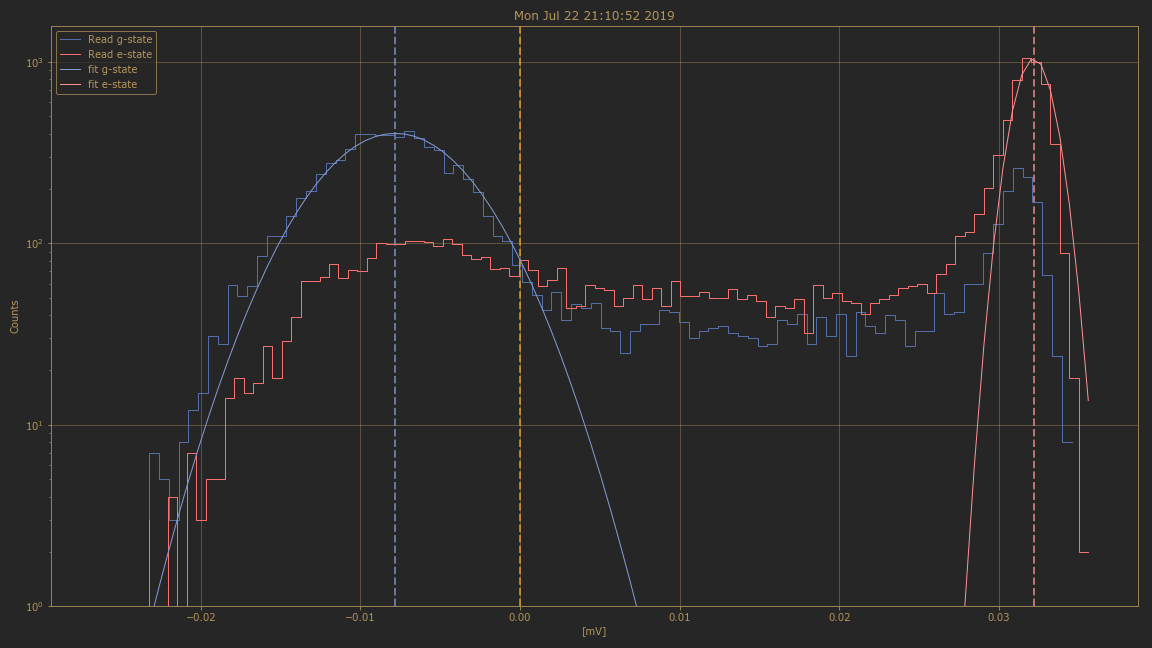 Mon Jul 22 21:10:52 2019
Read g-state
Read e-state
fit g-state
fit e-state
10³
10²
10¹
10⁰
Counts
−0.02 −0.01 0.00 0.01 0.02 0.03
[mV]